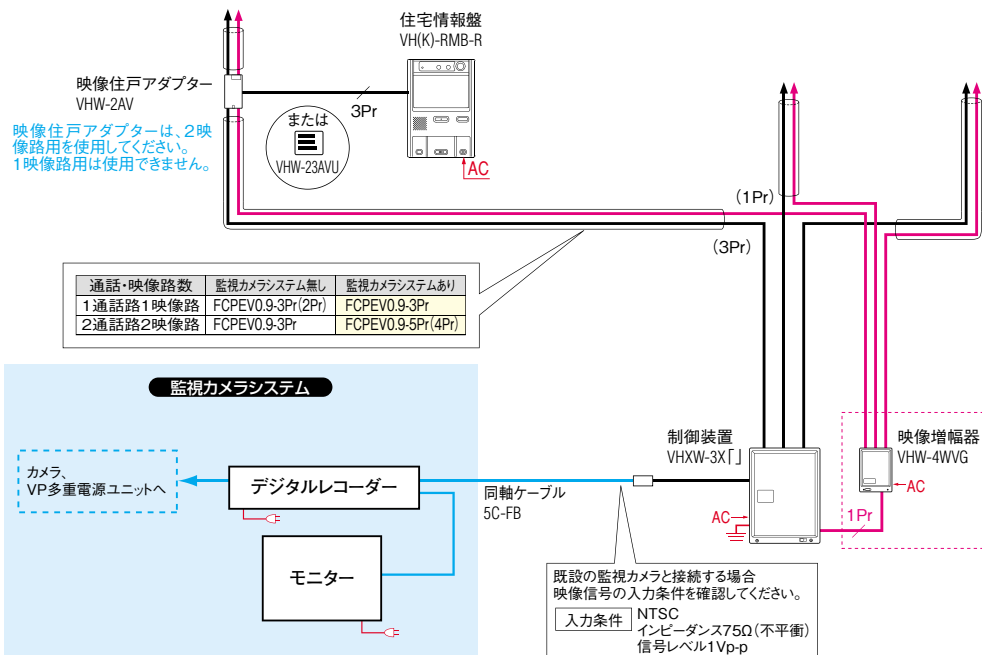 住宅情報盤
VH(K)-RMB-R
映像住戸アダプター
VHW-2AV
映像住戸アダプターは、2映
像路用を使用してください。
1映像路用は使用できません。
または
VHW-23AVU
3Pr
AC
(1Pr)
(3Pr)
通話・映像路数 監視カメラシステム無し 監視カメラシステムあり
1通話路1映像路 FCPEV0.9-3Pr(2Pr) FCPEV0.9-3Pr
2通話路2映像路 FCPEV0.9-3Pr FCPEV0.9-5Pr(4Pr)
監視カメラシステム
カメラ、
VP多重電源ユニットへ
デジタルレコーダー
モニター
同軸ケーブル
5C-FB
制御装置
VHXW-3X「」
AC
映像増幅器
VHW-4WVG
AC
1Pr
既設の監視カメラと接続する場合
映像信号の入力条件を確認してください。
入力条件 NTSC
インピーダンス75Ω(不平衡)
信号レベル1Vp-p